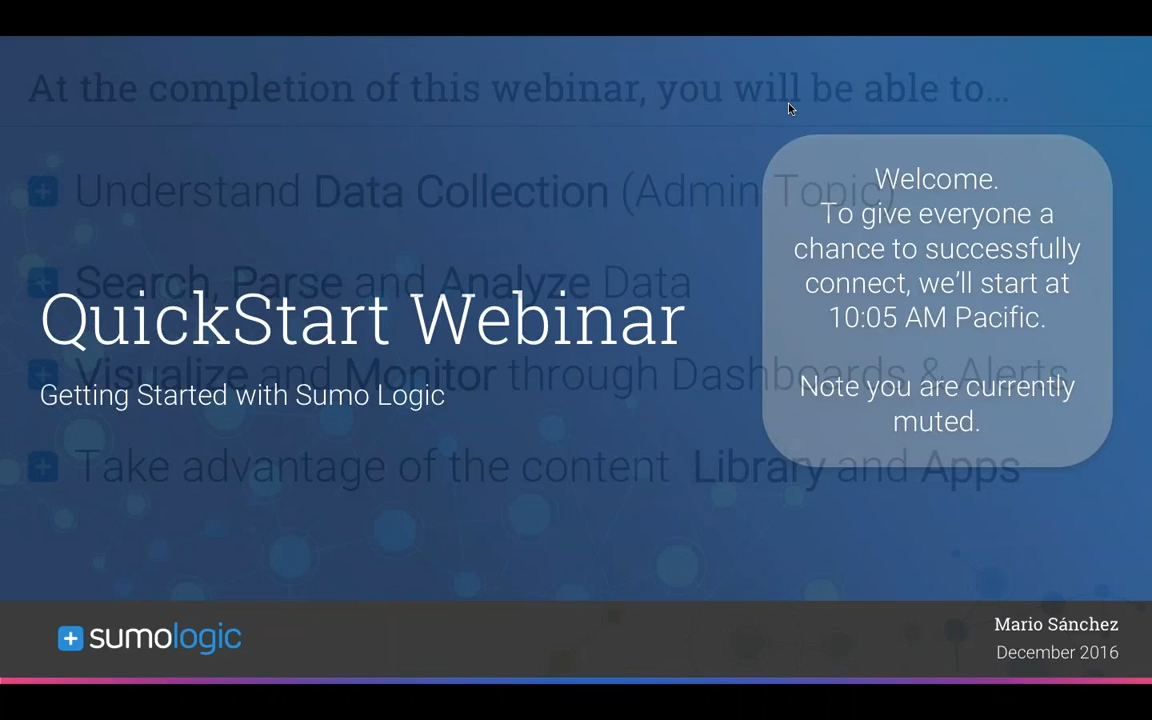 At the completion of this webinar, you will be able to...
Understand Data Collection (Admin Topic)
Search, Parse and Analyze Data
Visualize and Monitor through Dashboards & Alerts
Take advantage of the content Library and Apps
QuickStart Webinar
Getting Started with Sumo Logic
Welcome.
To give everyone a
chance to successfully
connect, we'll start at
10:05 AM Pacific.
Note you are currently
muted.
sumologic
Mario Sánchez
December 2016